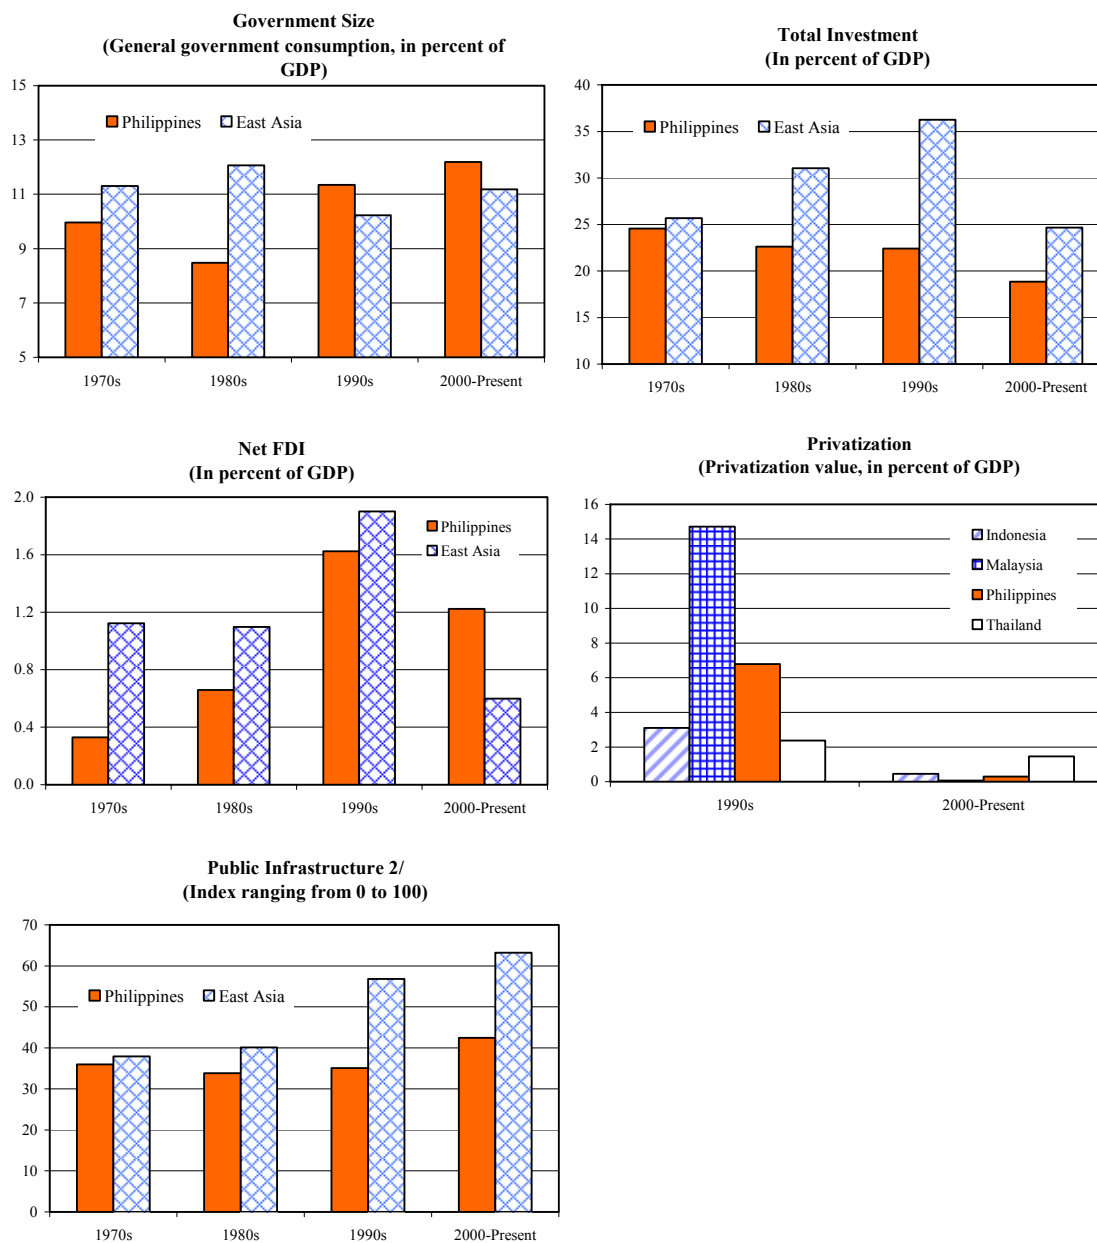 Government Size
(General government consumption, in percent of
GDP)
15
13
11
9
7
5
Philippines
East Asia
1970s
1980s
1990s
2000-Present
Total Investment
(In percent of GDP)
40
35
30
25
20
15
10
Philippines
East Asia
1970s
1980s
1990s
2000-Present
Net FDI
(In percent of GDP)
2.0
1.6
1.2
0.8
0.4
0.0
Philippines
East Asia
1970s
1980s
1990s
2000-Present
Privatization
(Privatization value, in percent of GDP)
16
14
12
10
8
6
4
2
0
Indonesia
Malaysia
Philippines
Thailand
1990s
2000-Present
Public Infrastructure 2/
(Index ranging from 0 to 100)
70
60
50
40
30
20
10
0
Philippines
East Asia
1970s
1980s
1990s
2000-Present